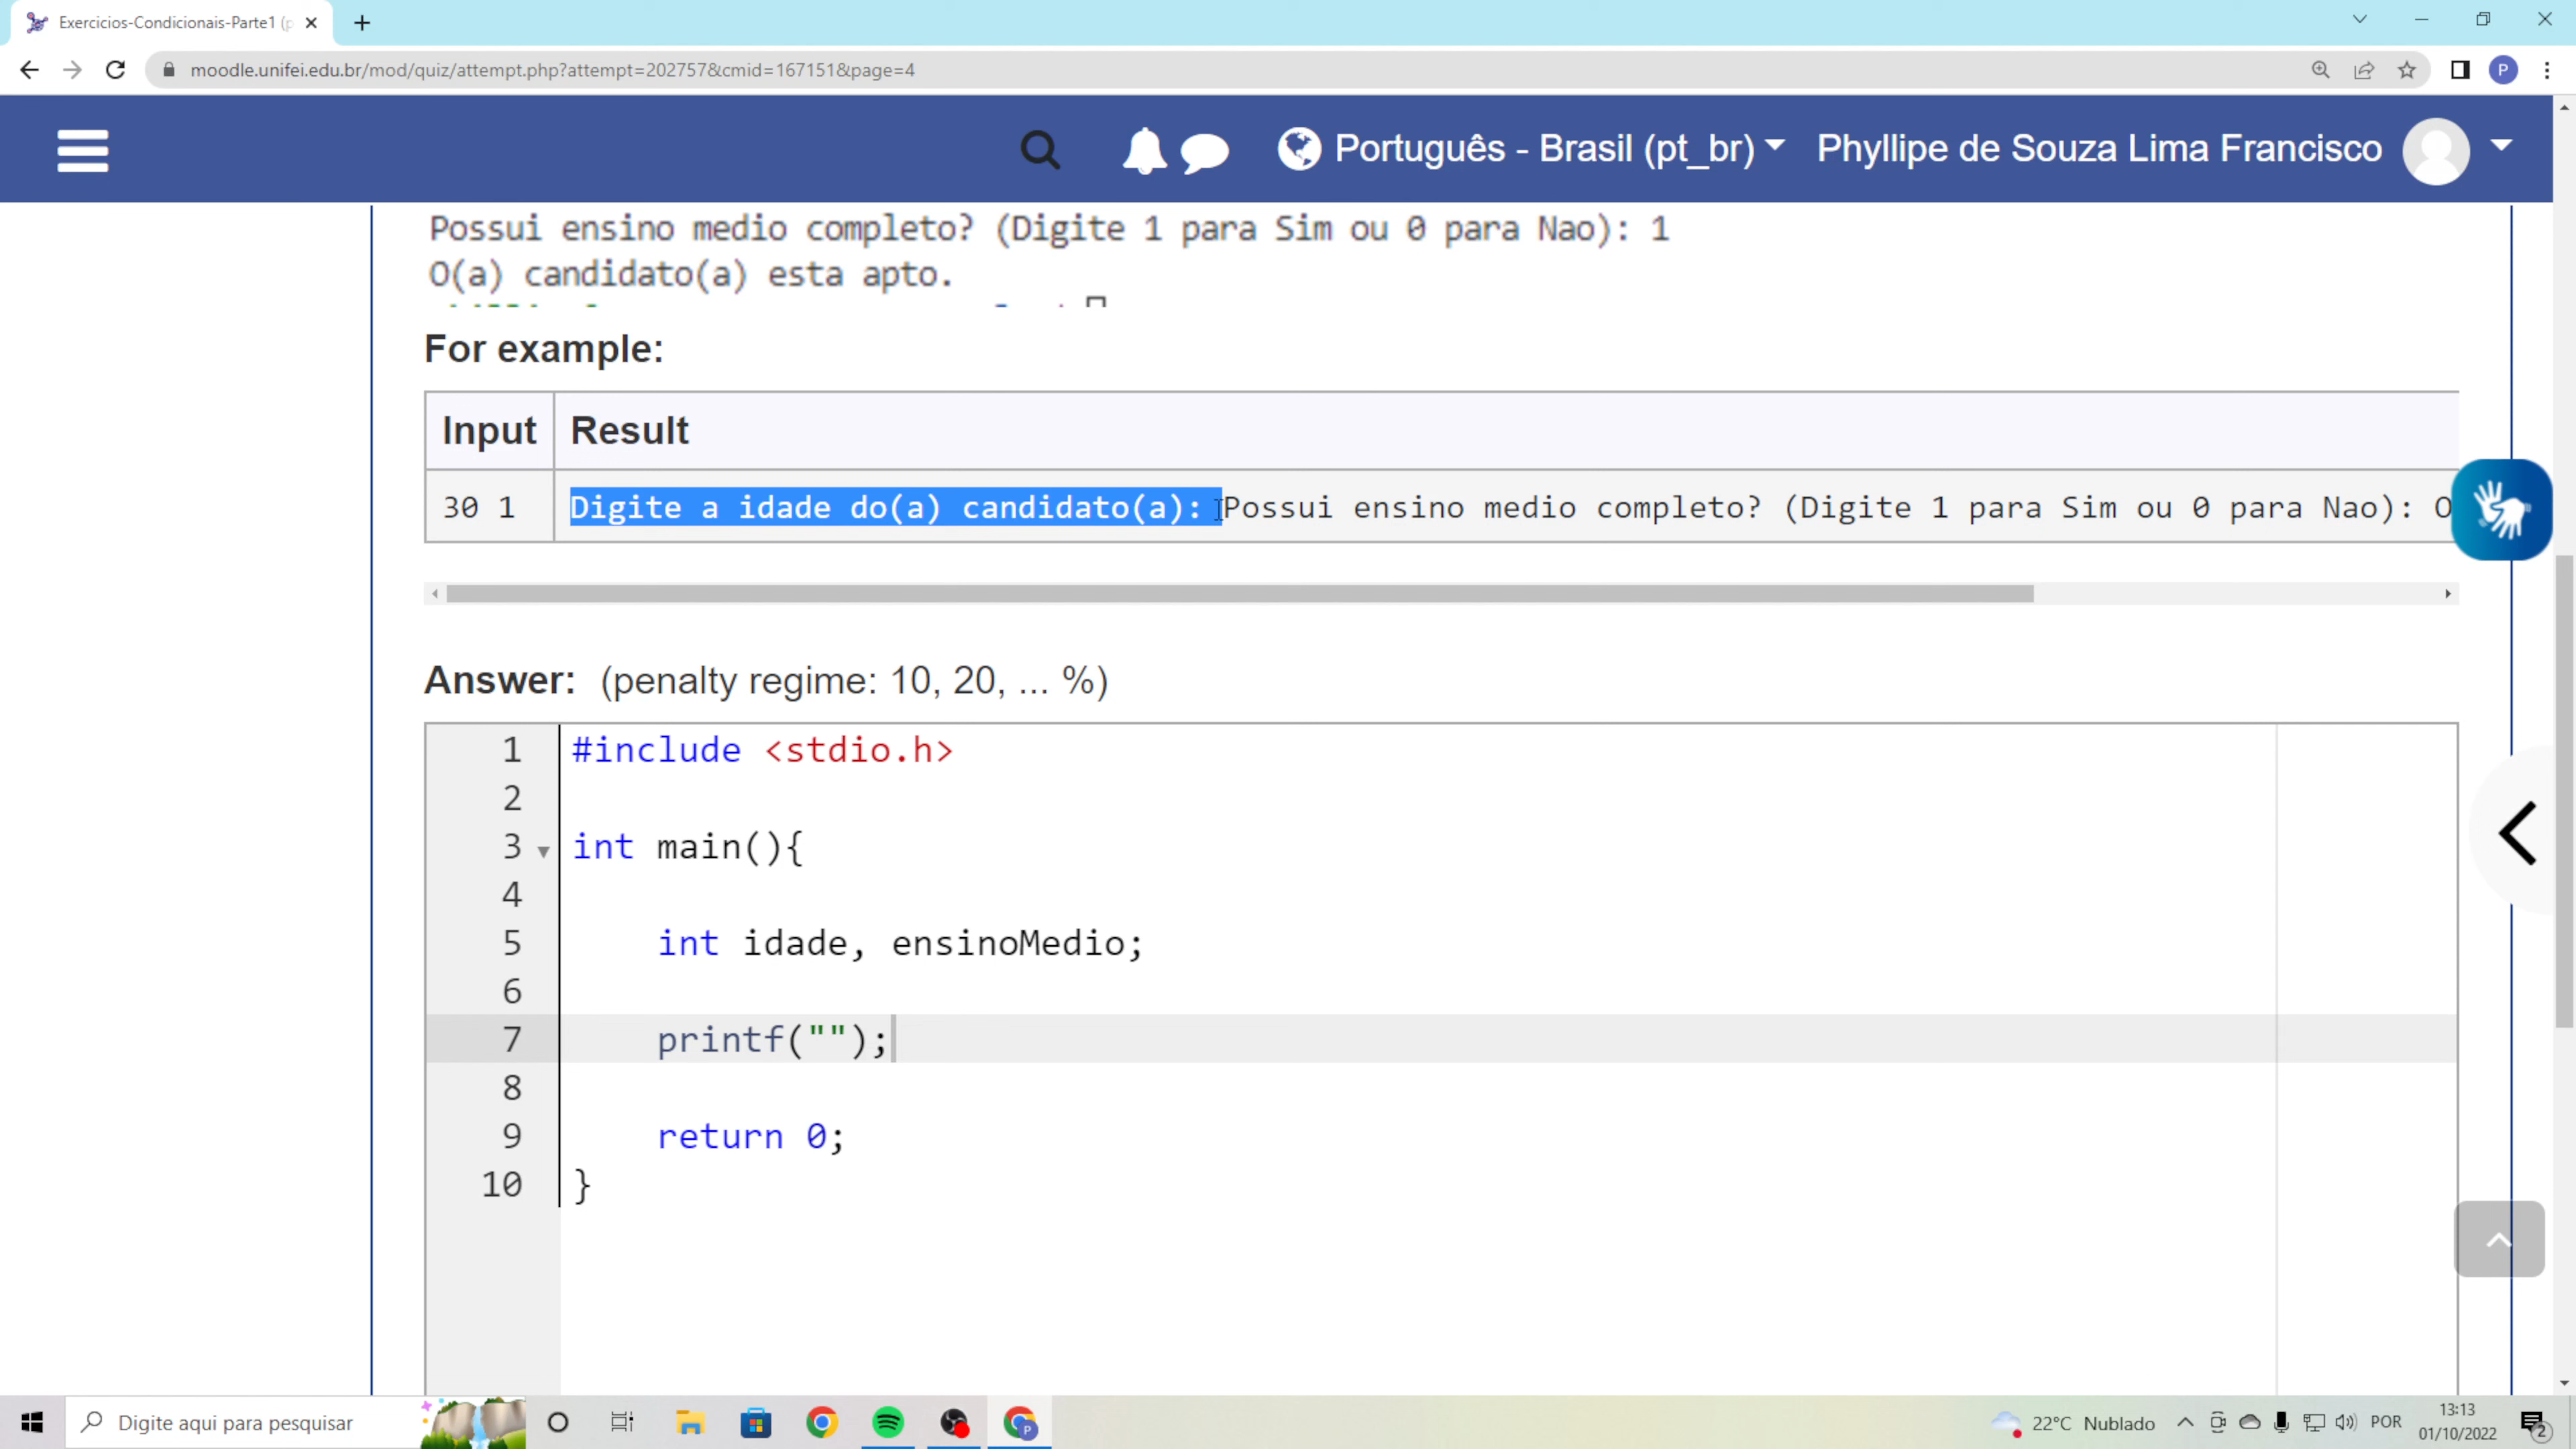 Exercicios-Condicionais-Parte1 (p
moodle.unifei.edu.br/mod/quiz/attempt.php?attempt=202757&cmid=167151&page=4
P
Português - Brasil (pt_br)
Phyllipe de Souza Lima Francisco
Possui ensino medio completo? (Digite 1 para Sim ou 0 para Nao): 1
O(a) candidato(a) esta apto.
For example:
Input Result
30 1 Digite a idade do(a) candidato(a): Possui ensino medio completo? (Digite 1 para Sim ou 0 para Nao): O
Answer: (penalty regime: 10, 20, ... %)
1 #include <stdio.h>
2
3 int main(){
4
5 int idade, ensinoMedio;
6
7 printf("");
8
9 return 0;
10 }
Digite aqui para pesquisar
P
22°C Nublado
POR
13:13
01/10/2022
2